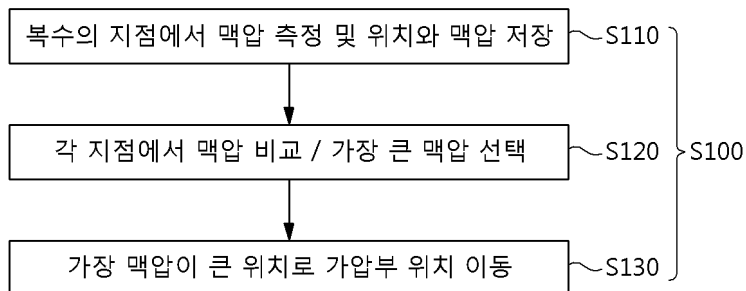 복수의 지점에서 맥압 측정 및 위치와 맥압 저장 S110
각 지점에서 맥압 비교 / 가장 큰 맥압 선택 S120 S100
가장 맥압이 큰 위치로 가압부 위치 이동 S130